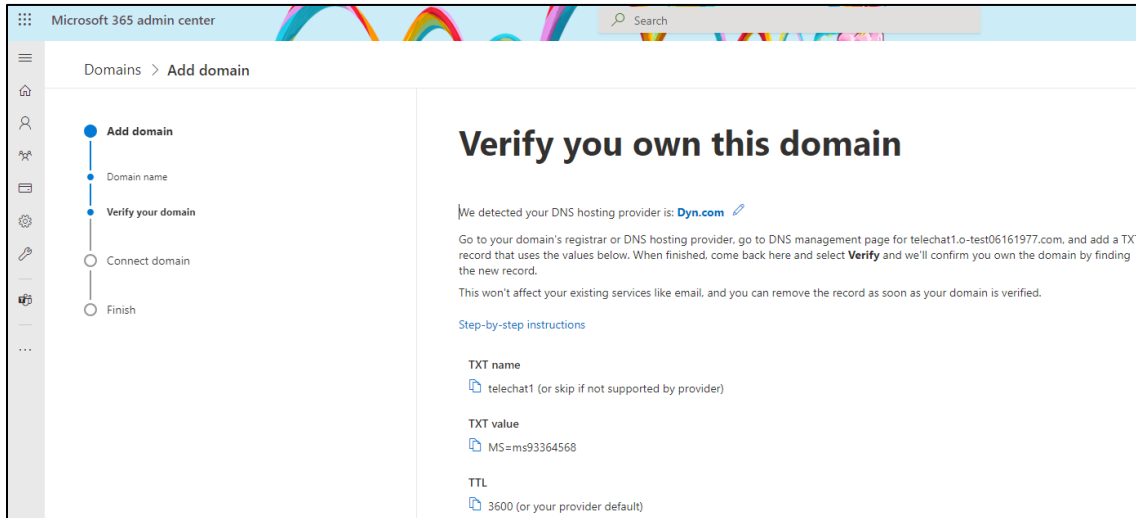 Microsoft 365 admin center
Search
Domains > Add domain
Add domain
Domain name
Verify your domain
Connect domain
Finish
Verify you own this domain
We detected your DNS hosting provider is: Dyn.com
Go to your domain's registrar or DNS hosting provider, go to DNS management page for telechat1.o-test06161977.com, and add a TXT
record that uses the values below. When finished, come back here and select Verify and we'll confirm you own the domain by finding
the new record.
This won't affect your existing services like email, and you can remove the record as soon as your domain is verified.
Step-by-step instructions
TXT name
telechat1 (or skip if not supported by provider)
TXT value
MS=ms93364568
TTL
3600 (or your provider default)